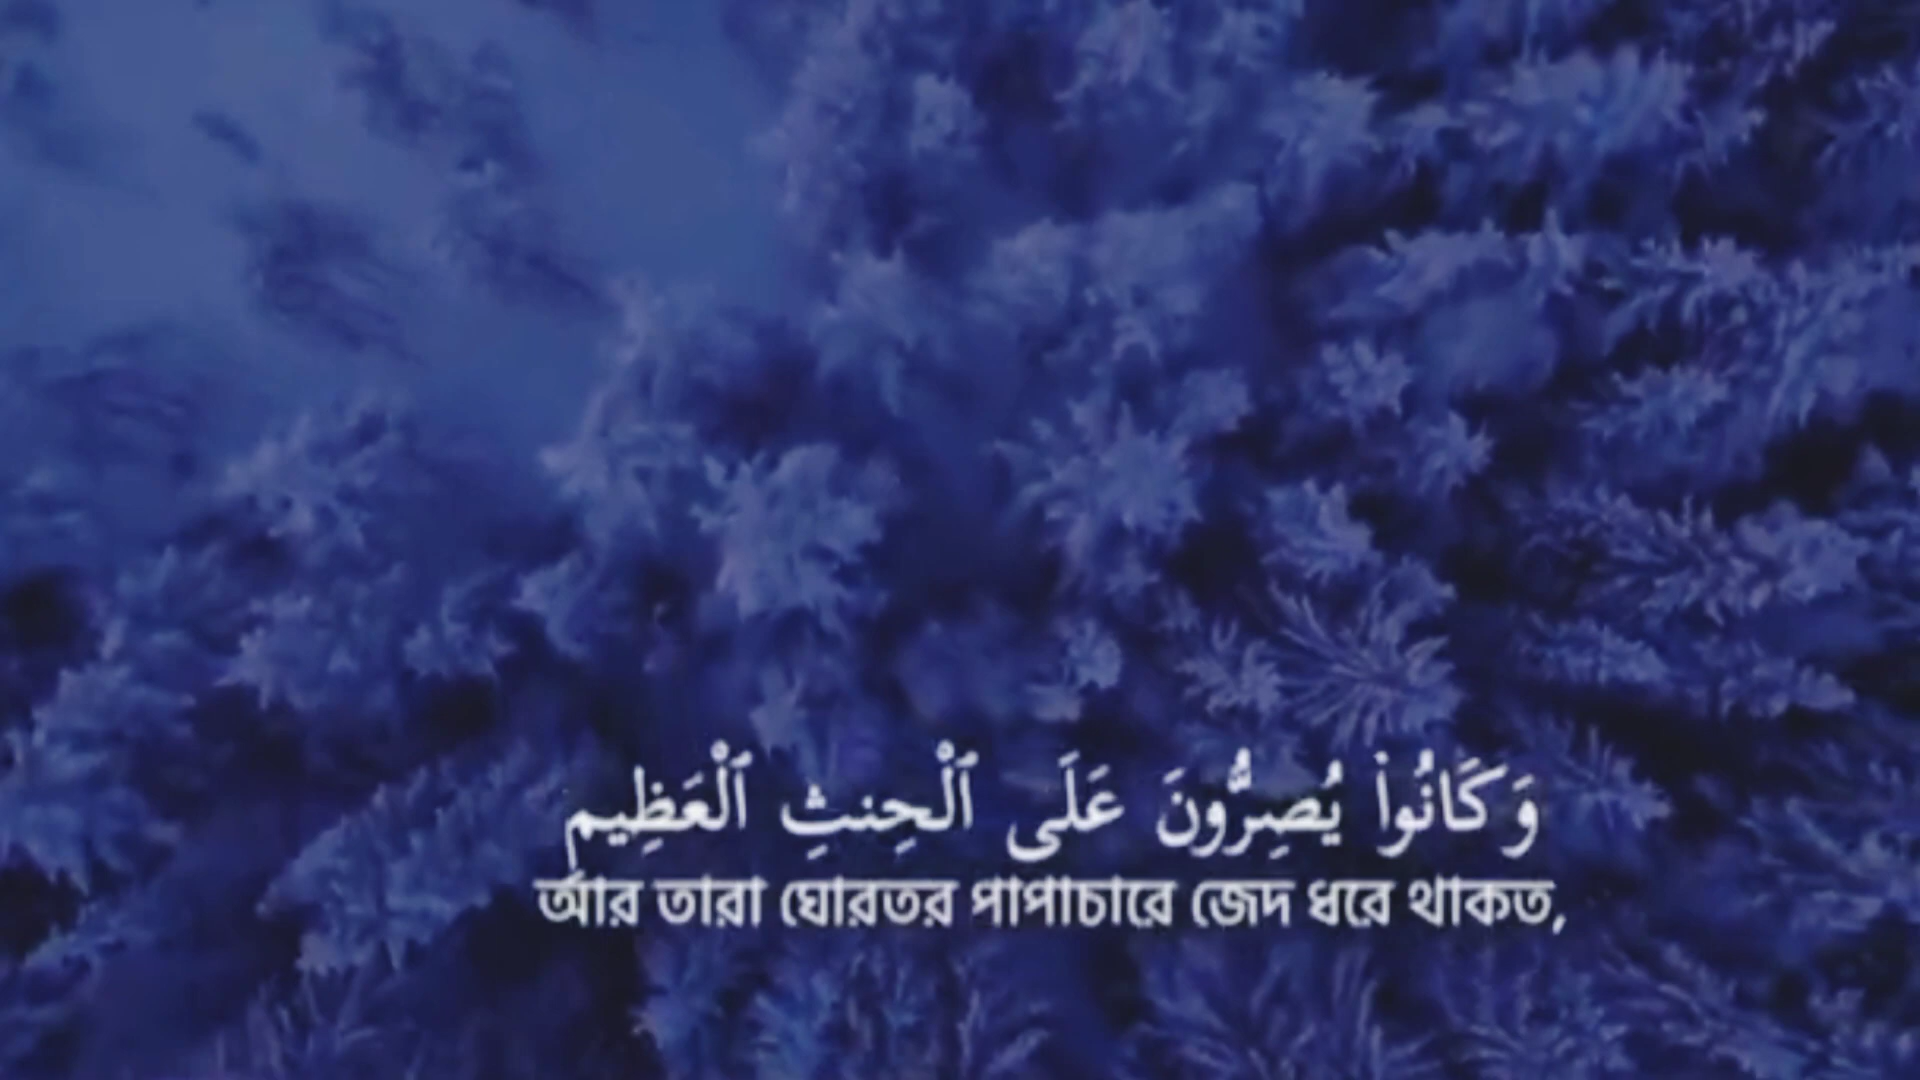 وَكَانُوا۟ يُصِرُّونَ عَلَى ٱلْحِنثِ ٱلْعَظِيمِ
আর তারা ঘোরতর পাপাচারে জেদ ধরে থাকত,